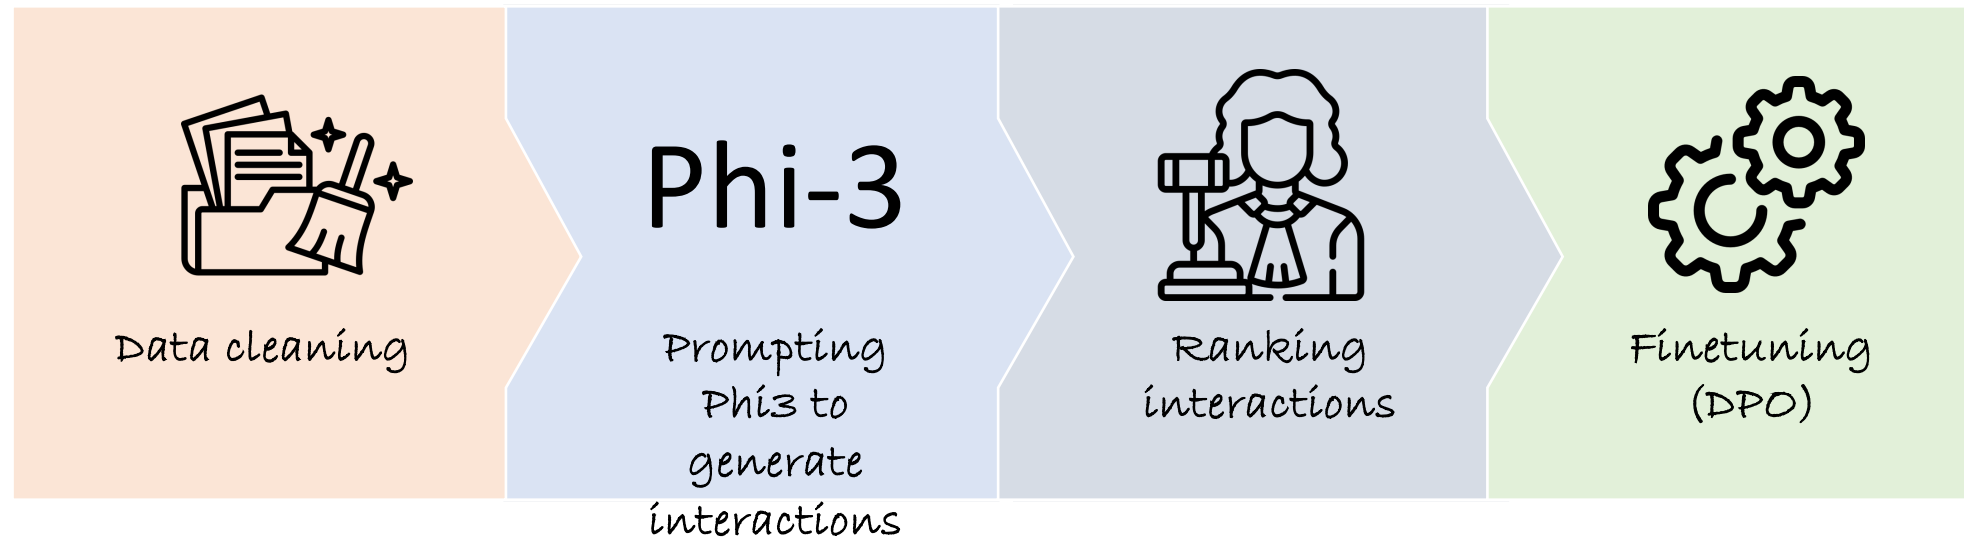 Data cleaning
Phi-3
Prompting
Phi3 to
generate
interactions
Ranking
interactions
Finetuning
(DPO)